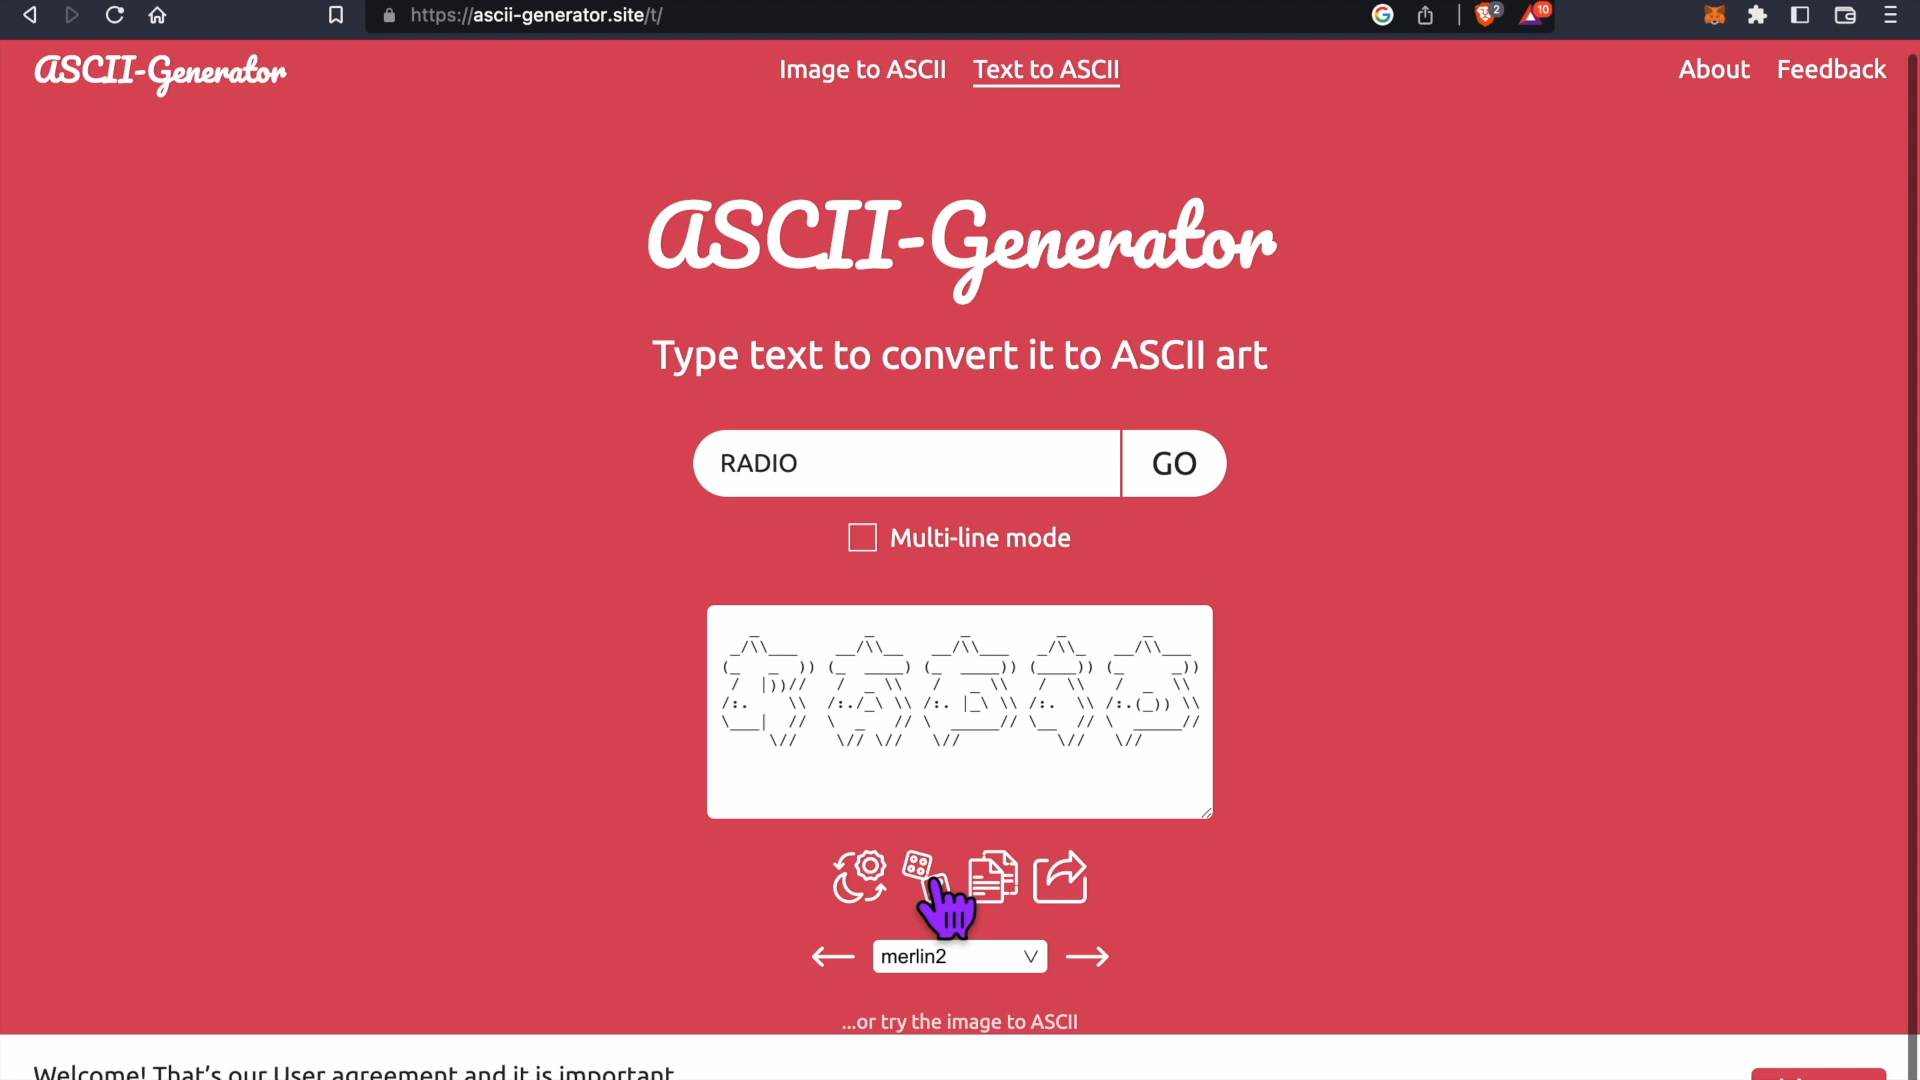 https://ascii-generator.site/t/
2
10
ASCII-Generator
Image to ASCII
Text to ASCII
About
Feedback
ASCII-Generator
Type text to convert it to ASCII art
RADIO
GO
Multi-line mode
merlin2
...or try the image to ASCII
Welcome! That's our User agreement and it is important